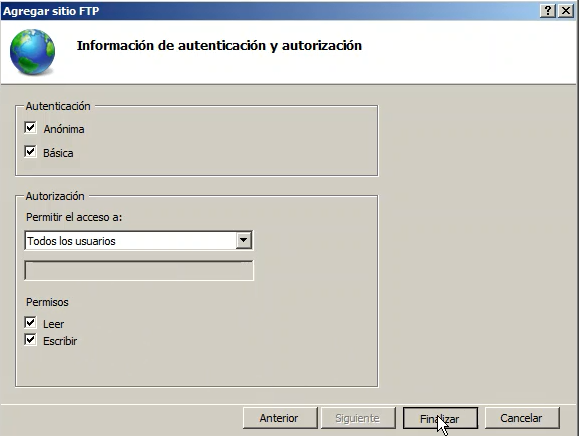 Agregar sitio FTP
Información de autenticación y autorización
Autenticación
Anónima
Básica
Autorización
Permitir el acceso a:
Todos los usuarios
Permisos
Leer
Escribir
Anterior
Siguiente
Finalizar
Cancelar